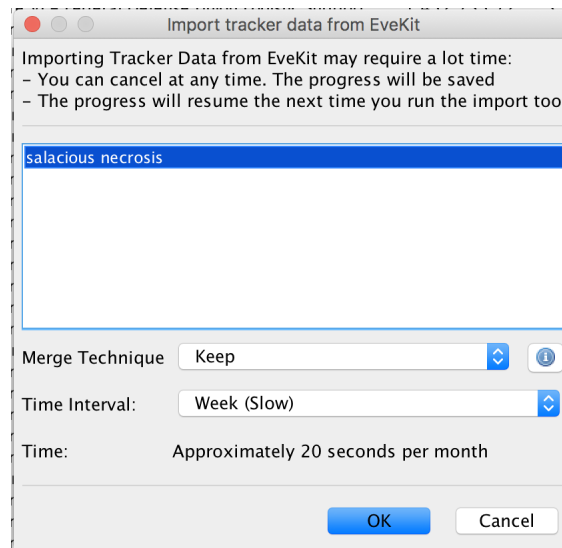 Import tracker data from EveKit
Importing Tracker Data from EveKit may require a lot time:
– You can cancel at any time. The progress will be saved
– The progress will resume the next time you run the import too
salacious necrosis
Merge Technique Keep
Time Interval: Week (Slow)
Time: Approximately 20 seconds per month
OK Cancel